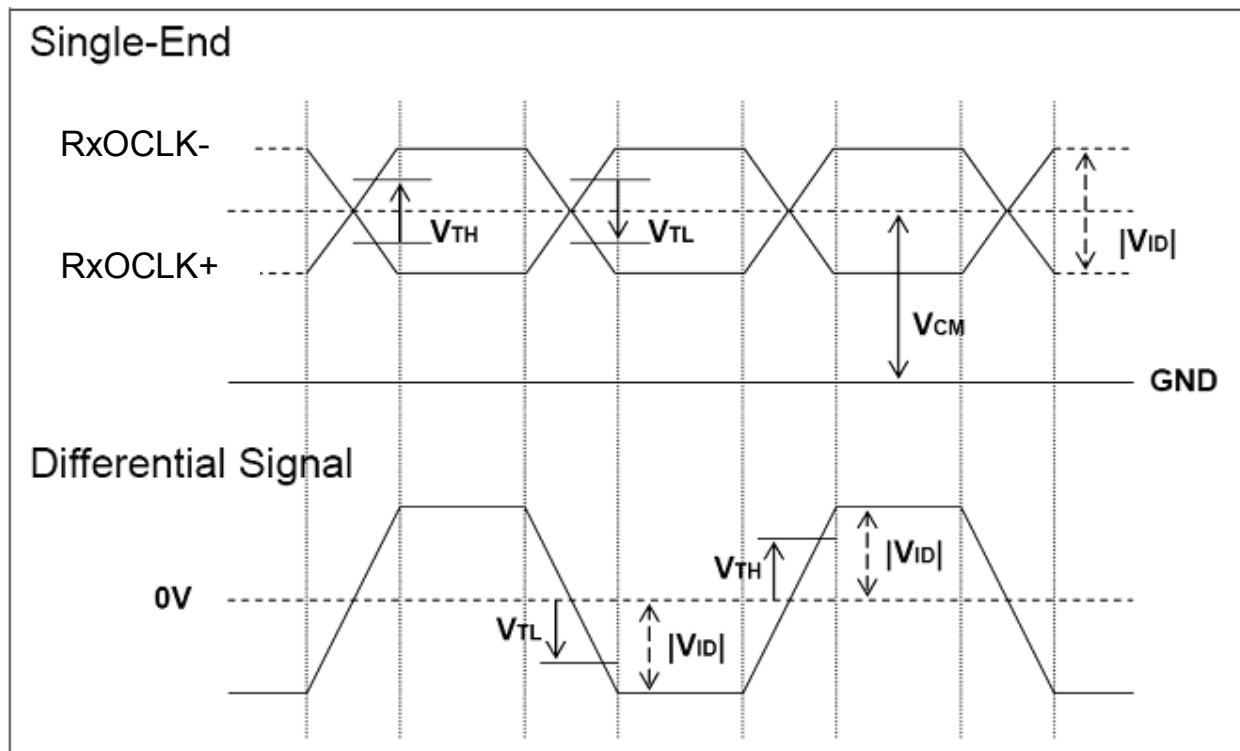 Single-End
RxOCLK-
VTH
VTL
RxOCLK+
|VID|
VCM
GND
Differential Signal
VTH
|VID|
0V
VTL
|VID|